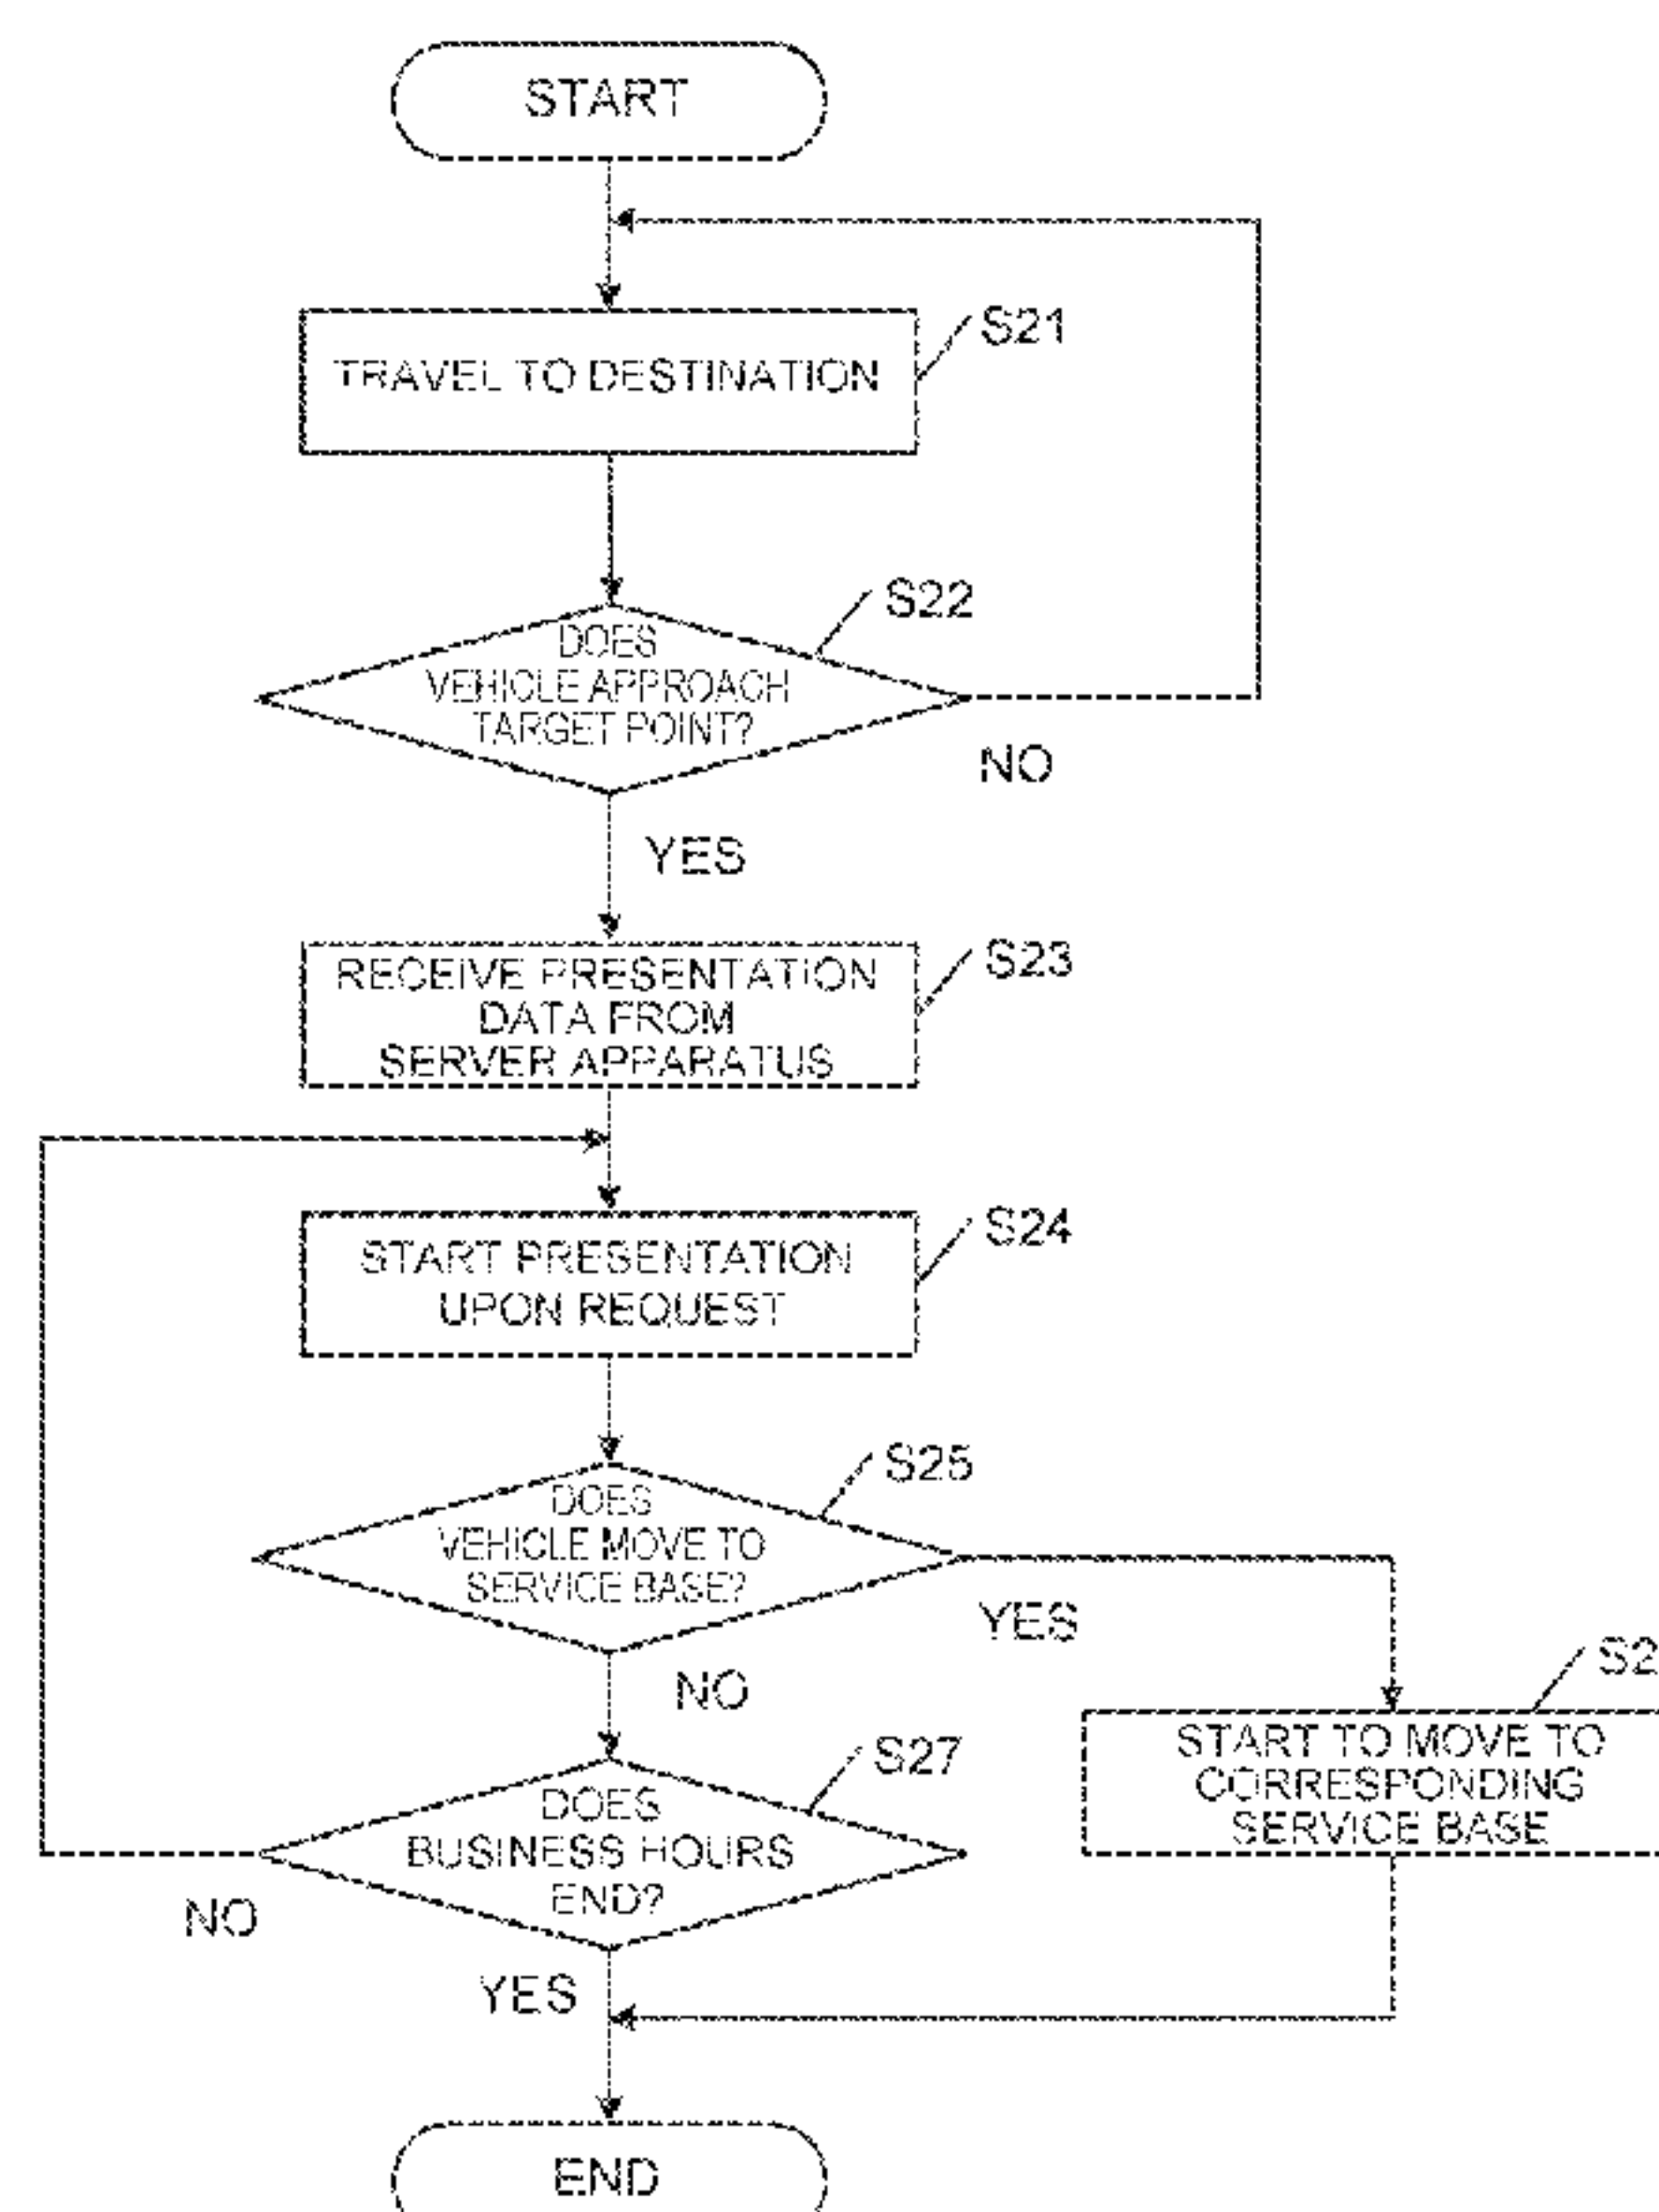 START
TRAVEL TO DESTINATION
S21
DOES
VEHICLE APPROACH
TARGET POINT?
S22
NO
YES
RECEIVE PRESENTATION
DATA FROM
SERVER APPARATUS
S23
START PRESENTATION
UPON REQUEST
S24
DOES
VEHICLE MOVE TO
SERVICE BASE?
S25
YES
NO
S2
START TO MOVE TO
CORRESPONDING
SERVICE BASE
DOES
BUSINESS HOURS
END?
S27
NO
YES
END